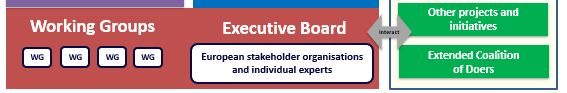 Working Groups
WG WG WG WG
Executive Board
European stakeholder organisations
and individual experts
Interact
Other projects and
initiatives
Extended Coalition
of Doers